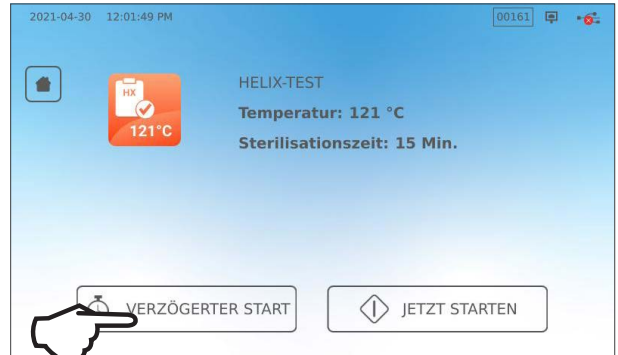 2021-04-30 12:01:49 PM 00161
HX
121°C
HELIX-TEST
Temperatur: 121 °C
Sterilisationszeit: 15 Min.
VERZÖGERTER START
JETZT STARTEN